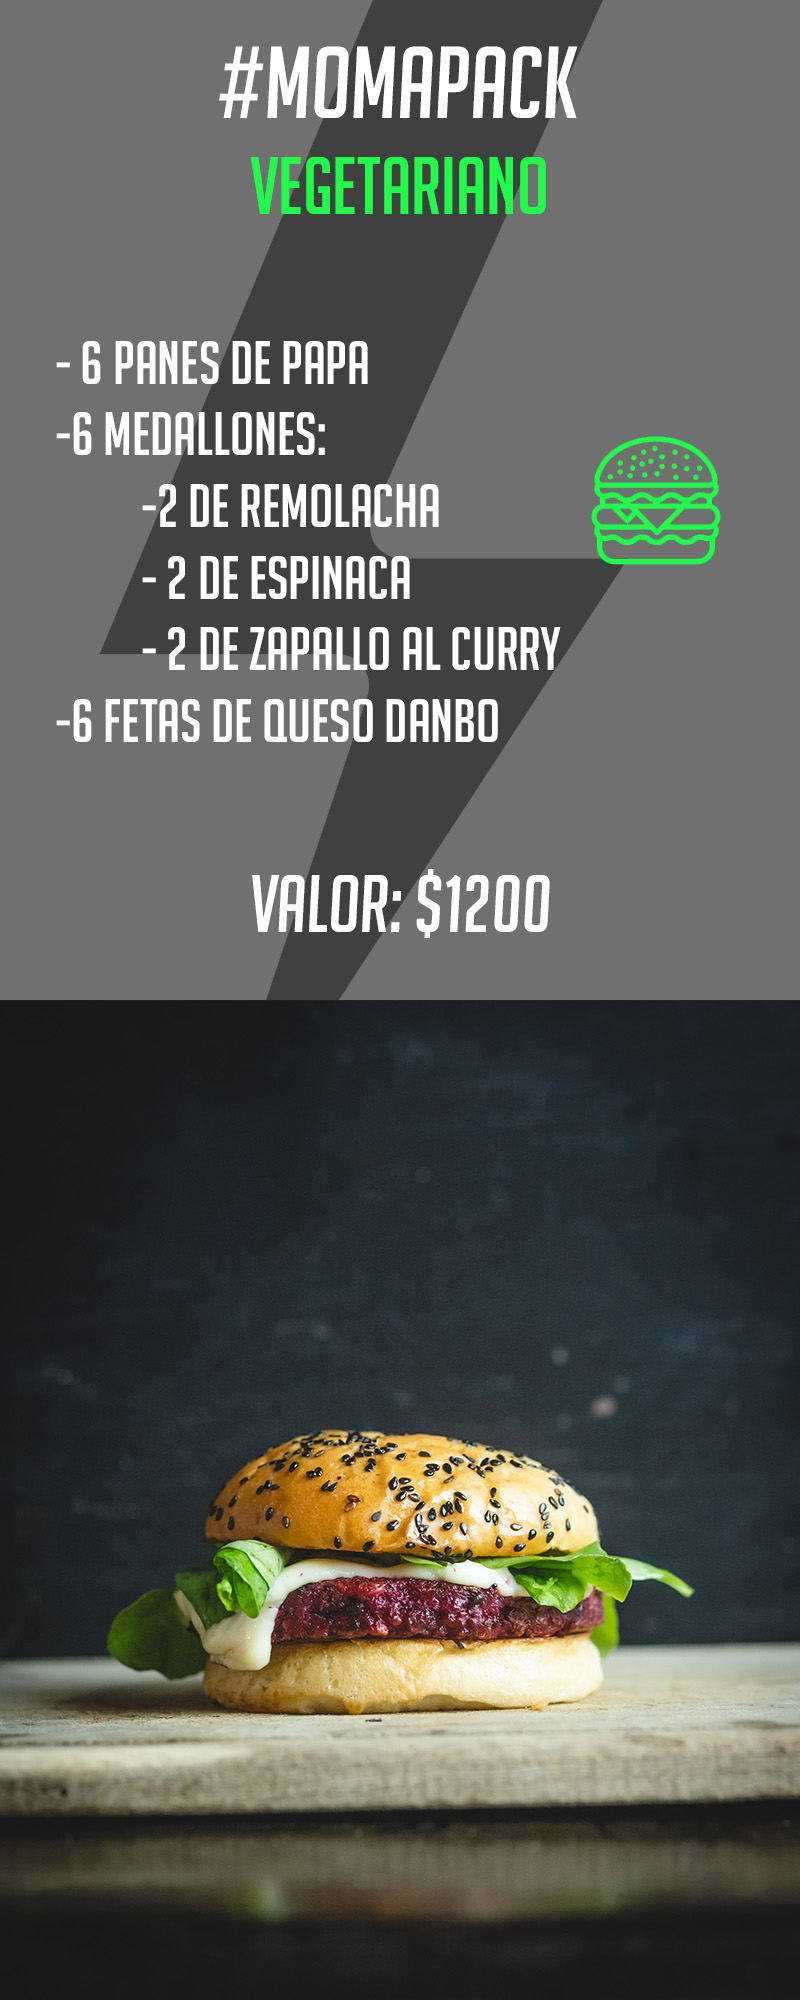 #MOMAPACK
VEGETARIANO
- 6 PANES DE PAPA
-6 MEDALLONES:
-2 DE REMOLACHA
- 2 DE ESPINACA
- 2 DE ZAPALLO AL CURRY
-6 FETAS DE QUESO DANBO
VALOR: $1200